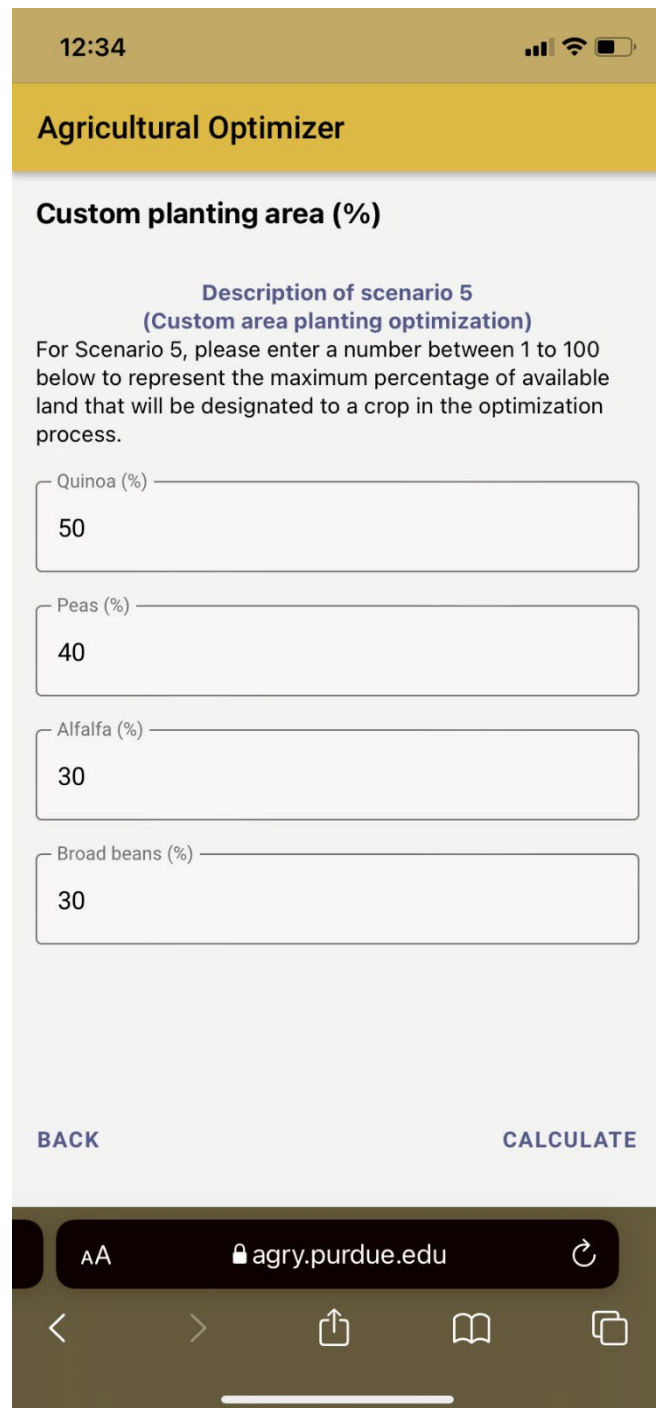 12:34
Agricultural Optimizer
Custom planting area (%)
Description of scenario 5
(Custom area planting optimization)
For Scenario 5, please enter a number between 1 to 100
below to represent the maximum percentage of available
land that will be designated to a crop in the optimization
process.
Quinoa (%)
50
Peas (%)
40
Alfalfa (%)
30
Broad beans (%)
30
BACK CALCULATE
AA agry.purdue.edu